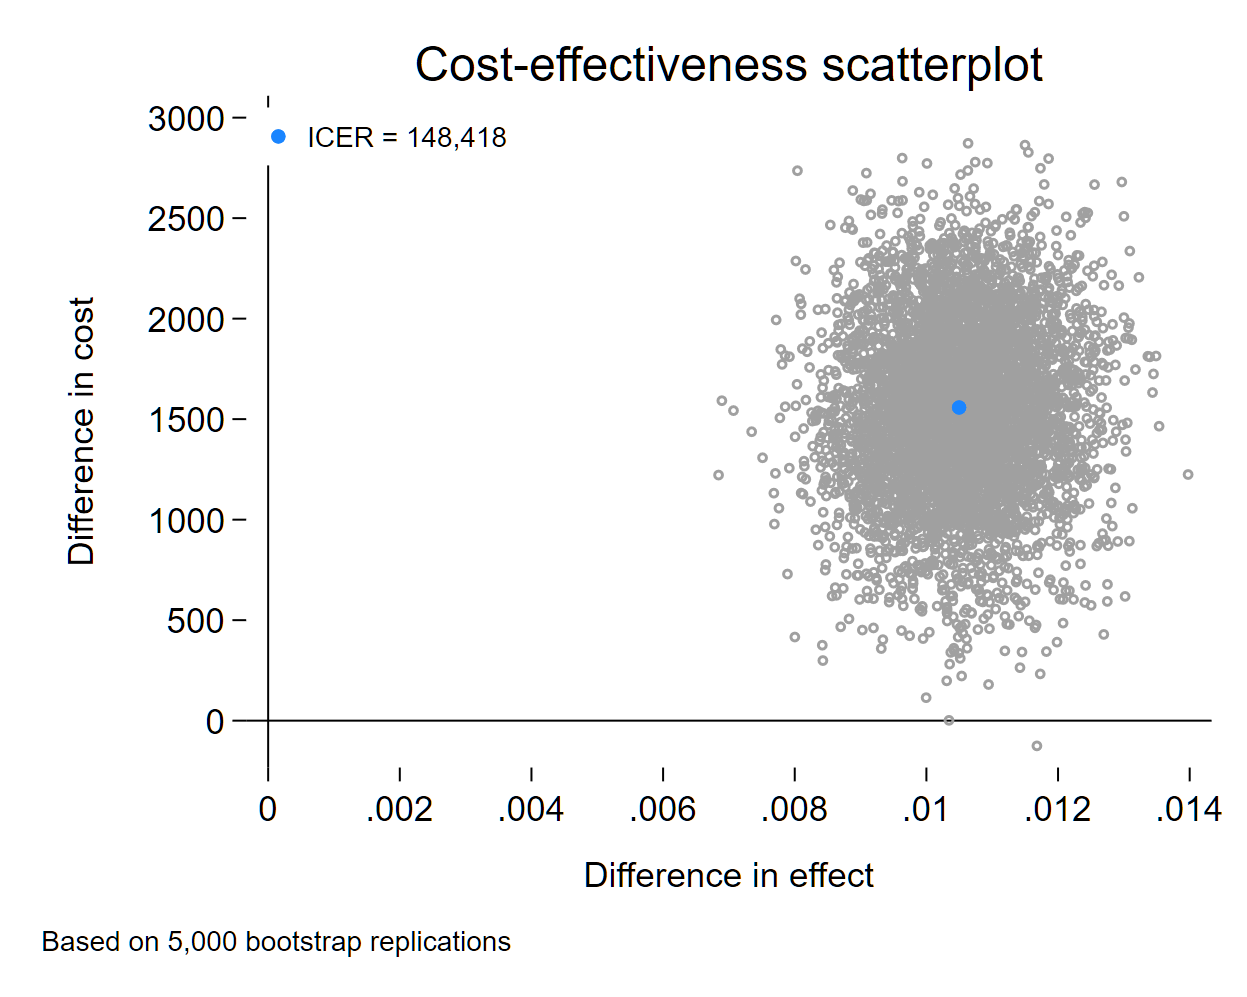 Cost-effectiveness scatterplot
ICER = 148,418
3000
2500
2000
1500
1000
500
0
Difference in cost
0 .002 .004 .006 .008 .01 .012 .014
Difference in effect
Based on 5,000 bootstrap replications